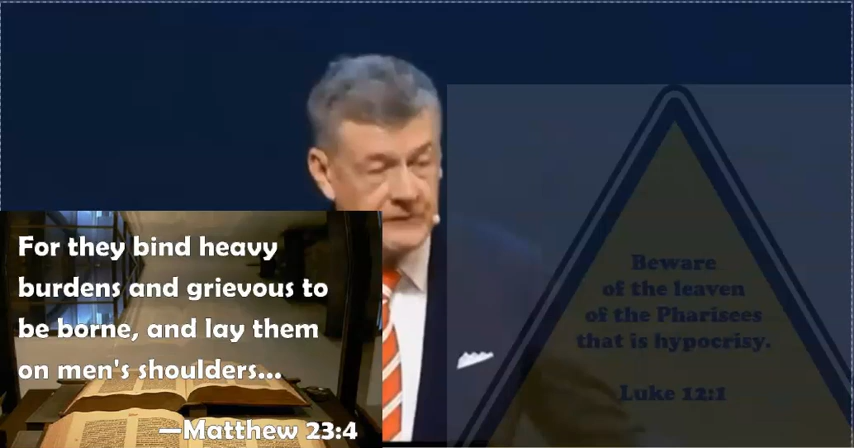 For they bind heavy
burdens and grievous to
be borne, and lay them
on men's shoulders...
—Matthew 23:4
Beware
of the leaven
of the Pharisees
that is hypocrisy.
Luke 12:1